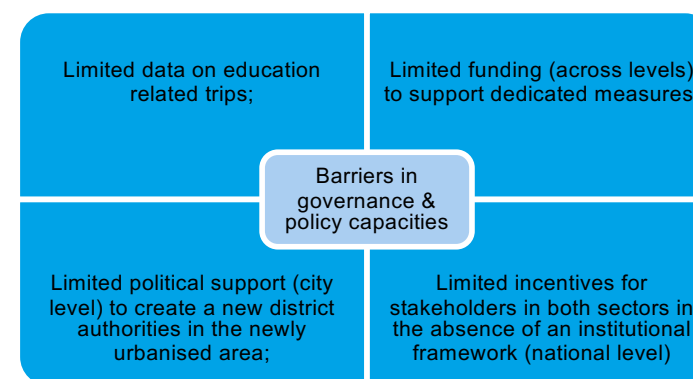 Limited data on education
related trips;
Limited funding (across levels)
to support dedicated measures
Barriers in
governance &
policy capacities
Limited political support (city
level) to create a new district
authorities in the newly
urbanised area;
Limited incentives for
stakeholders in both sectors in
the absence of an institutional
framework (national level)